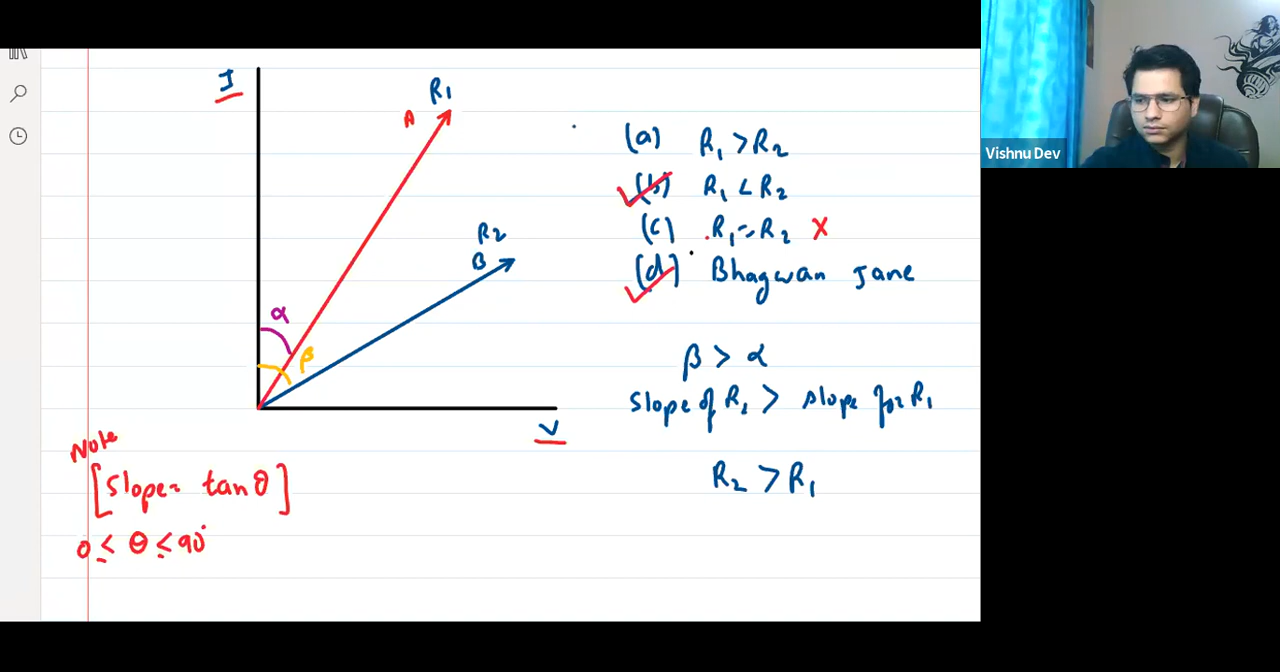 I
R1
A
R2
B
α
β
V
Note
[Slope = tan θ]
0 ≤ θ ≤ 90°
(a) R1 > R2
(b) R1 < R2
(c) R1 = R2 X
(d) Bhagwan Jane
β > α
Slope of R2 > slope for R1
R2 > R1
Vishnu Dev